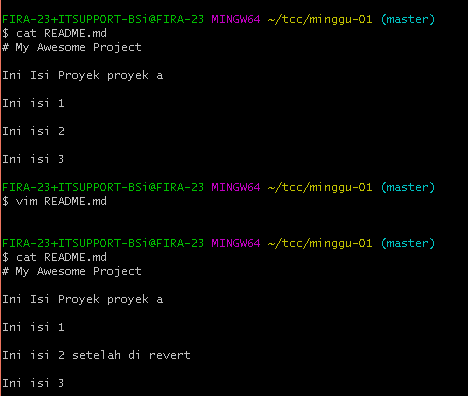 FIRA-23+ITSUPPORT-BSi@FIRA-23 MINGW64 ~/tcc/minggu-01 (master)
$ cat README.md
# My Awesome Project
Ini Isi Proyek proyek a
Ini isi 1
Ini isi 2
Ini isi 3
FIRA-23+ITSUPPORT-BSi@FIRA-23 MINGW64 ~/tcc/minggu-01 (master)
$ vim README.md
FIRA-23+ITSUPPORT-BSi@FIRA-23 MINGW64 ~/tcc/minggu-01 (master)
$ cat README.md
# My Awesome Project
Ini Isi Proyek proyek a
Ini isi 1
Ini isi 2 setelah di revert
Ini isi 3